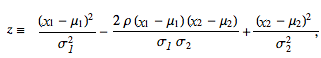 z ≡ (x1 − μ1)²/σ1² − 2 ρ (x1 − μ1) (x2 − μ2)/(σ1 σ2) + (x2 − μ2)²/σ2²,